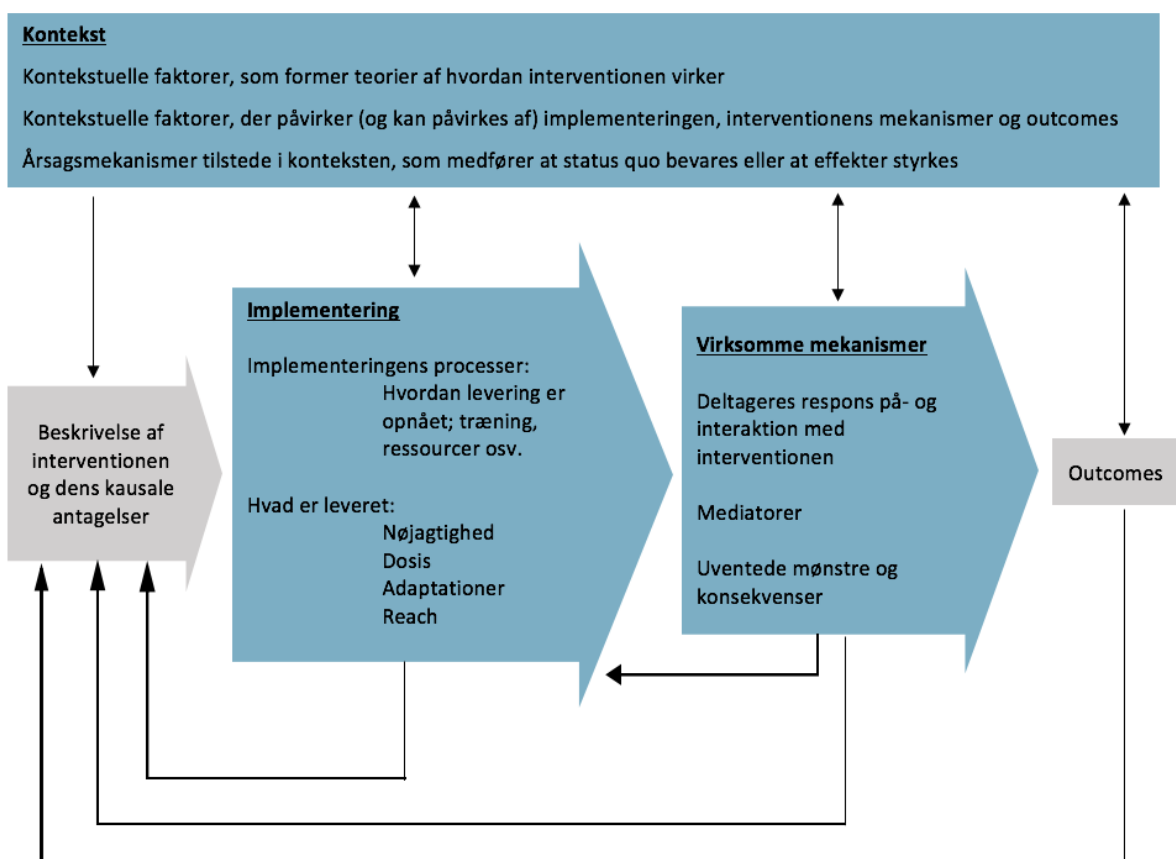 Kontekst
Kontekstuelle faktorer, som former teorier af hvordan interventionen virker
Kontekstuelle faktorer, der påvirker (og kan påvirkes af) implementeringen, interventionens mekanismer og outcomes
Årsagsmekanismer tilstede i konteksten, som medfører at status quo bevares eller at effekter styrkes
Beskrivelse af
interventionen
og dens kausale
antagelser
Implementering
Implementeringens processer:
Hvordan levering er
opnået; træning,
ressourcer osv.
Hvad er leveret:
Nøjagtighed
Dosis
Adaptationer
Reach
Virksomme mekanismer
Deltageres respons på- og
interaktion med
interventionen
Mediatorer
Uventede mønstre og
konsekvenser
Outcomes